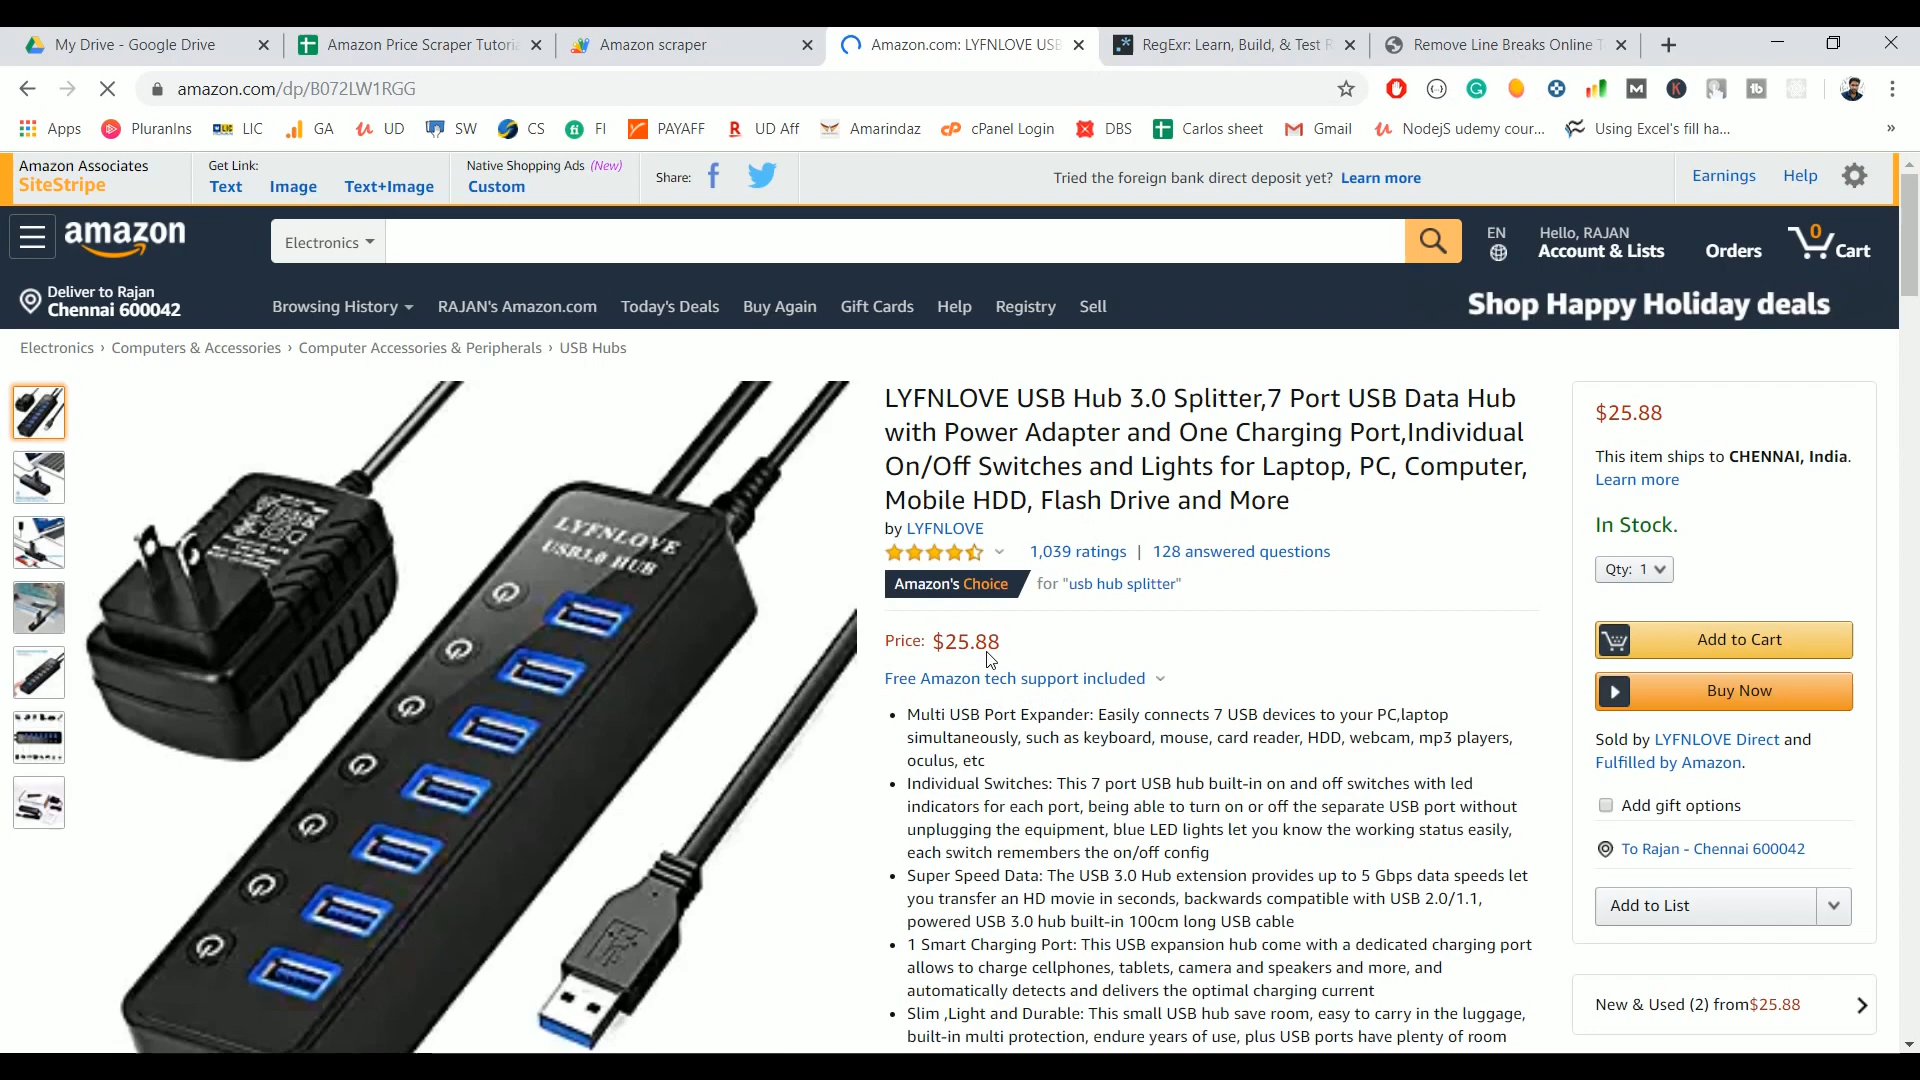 My Drive - Google Drive
Amazon Price Scraper Tutoria
Amazon scraper
Amazon.com: LYFNLOVE USB
RegExr: Learn, Build, & Test R
Remove Line Breaks Online T
amazon.com/dp/B072LW1RGG
Apps
PluranIns
LIC
GA
UD
SW
CS
FI
PAYAFF
UD Aff
Amarindaz
cPanel Login
DBS
Carlos sheet
Gmail
NodejS udemy cour...
Using Excel's fill ha...
»
Amazon Associates
SiteStripe
Get Link:
Text Image Text+Image
Native Shopping Ads (New)
Custom
Share:
Tried the foreign bank direct deposit yet? Learn more
Earnings
Help
amazon
Electronics
EN
Hello, RAJAN
Account & Lists
Orders
0
Cart
Deliver to Rajan
Chennai 600042
Browsing History
RAJAN's Amazon.com
Today's Deals
Buy Again
Gift Cards
Help
Registry
Sell
Shop Happy Holiday deals
Electronics › Computers & Accessories › Computer Accessories & Peripherals › USB Hubs
LYFNLOVE
USB3.0 HUB
LYFNLOVE USB Hub 3.0 Splitter,7 Port USB Data Hub
with Power Adapter and One Charging Port,Individual
On/Off Switches and Lights for Laptop, PC, Computer,
Mobile HDD, Flash Drive and More
by LYFNLOVE
1,039 ratings | 128 answered questions
Amazon's Choice for "usb hub splitter"
Price: $25.88
Free Amazon tech support included
• Multi USB Port Expander: Easily connects 7 USB devices to your PC,laptop
simultaneously, such as keyboard, mouse, card reader, HDD, webcam, mp3 players,
oculus, etc
• Individual Switches: This 7 port USB hub built-in on and off switches with led
indicators for each port, being able to turn on or off the separate USB port without
unplugging the equipment, blue LED lights let you know the working status easily,
each switch remembers the on/off config
• Super Speed Data: The USB 3.0 Hub extension provides up to 5 Gbps data speeds let
you transfer an HD movie in seconds, backwards compatible with USB 2.0/1.1,
powered USB 3.0 hub built-in 100cm long USB cable
• 1 Smart Charging Port: This USB expansion hub come with a dedicated charging port
allows to charge cellphones, tablets, camera and speakers and more, and
automatically detects and delivers the optimal charging current
• Slim ,Light and Durable: This small USB hub save room, easy to carry in the luggage,
built-in multi protection, endure years of use, plus USB ports have plenty of room
$25.88
This item ships to CHENNAI, India.
Learn more
In Stock.
Qty: 1
Add to Cart
Buy Now
Sold by LYFNLOVE Direct and
Fulfilled by Amazon.
Add gift options
To Rajan - Chennai 600042
Add to List
New & Used (2) from$25.88